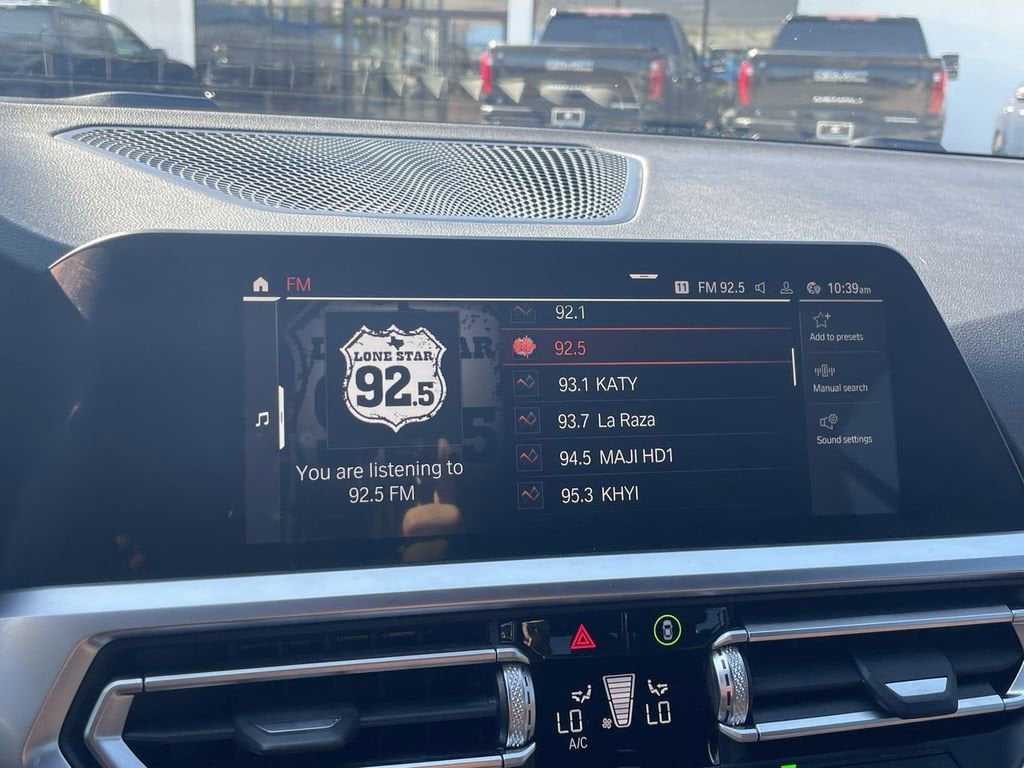 GMC
FM
11 FM 92.5 10:39am
LONE STAR
92.5
You are listening to
92.5 FM
92.1
92.5
93.1 KATY
93.7 La Raza
94.5 MAJI HD1
95.3 KHYI
Add to presets
Manual search
Sound settings
LO
LO
A/C